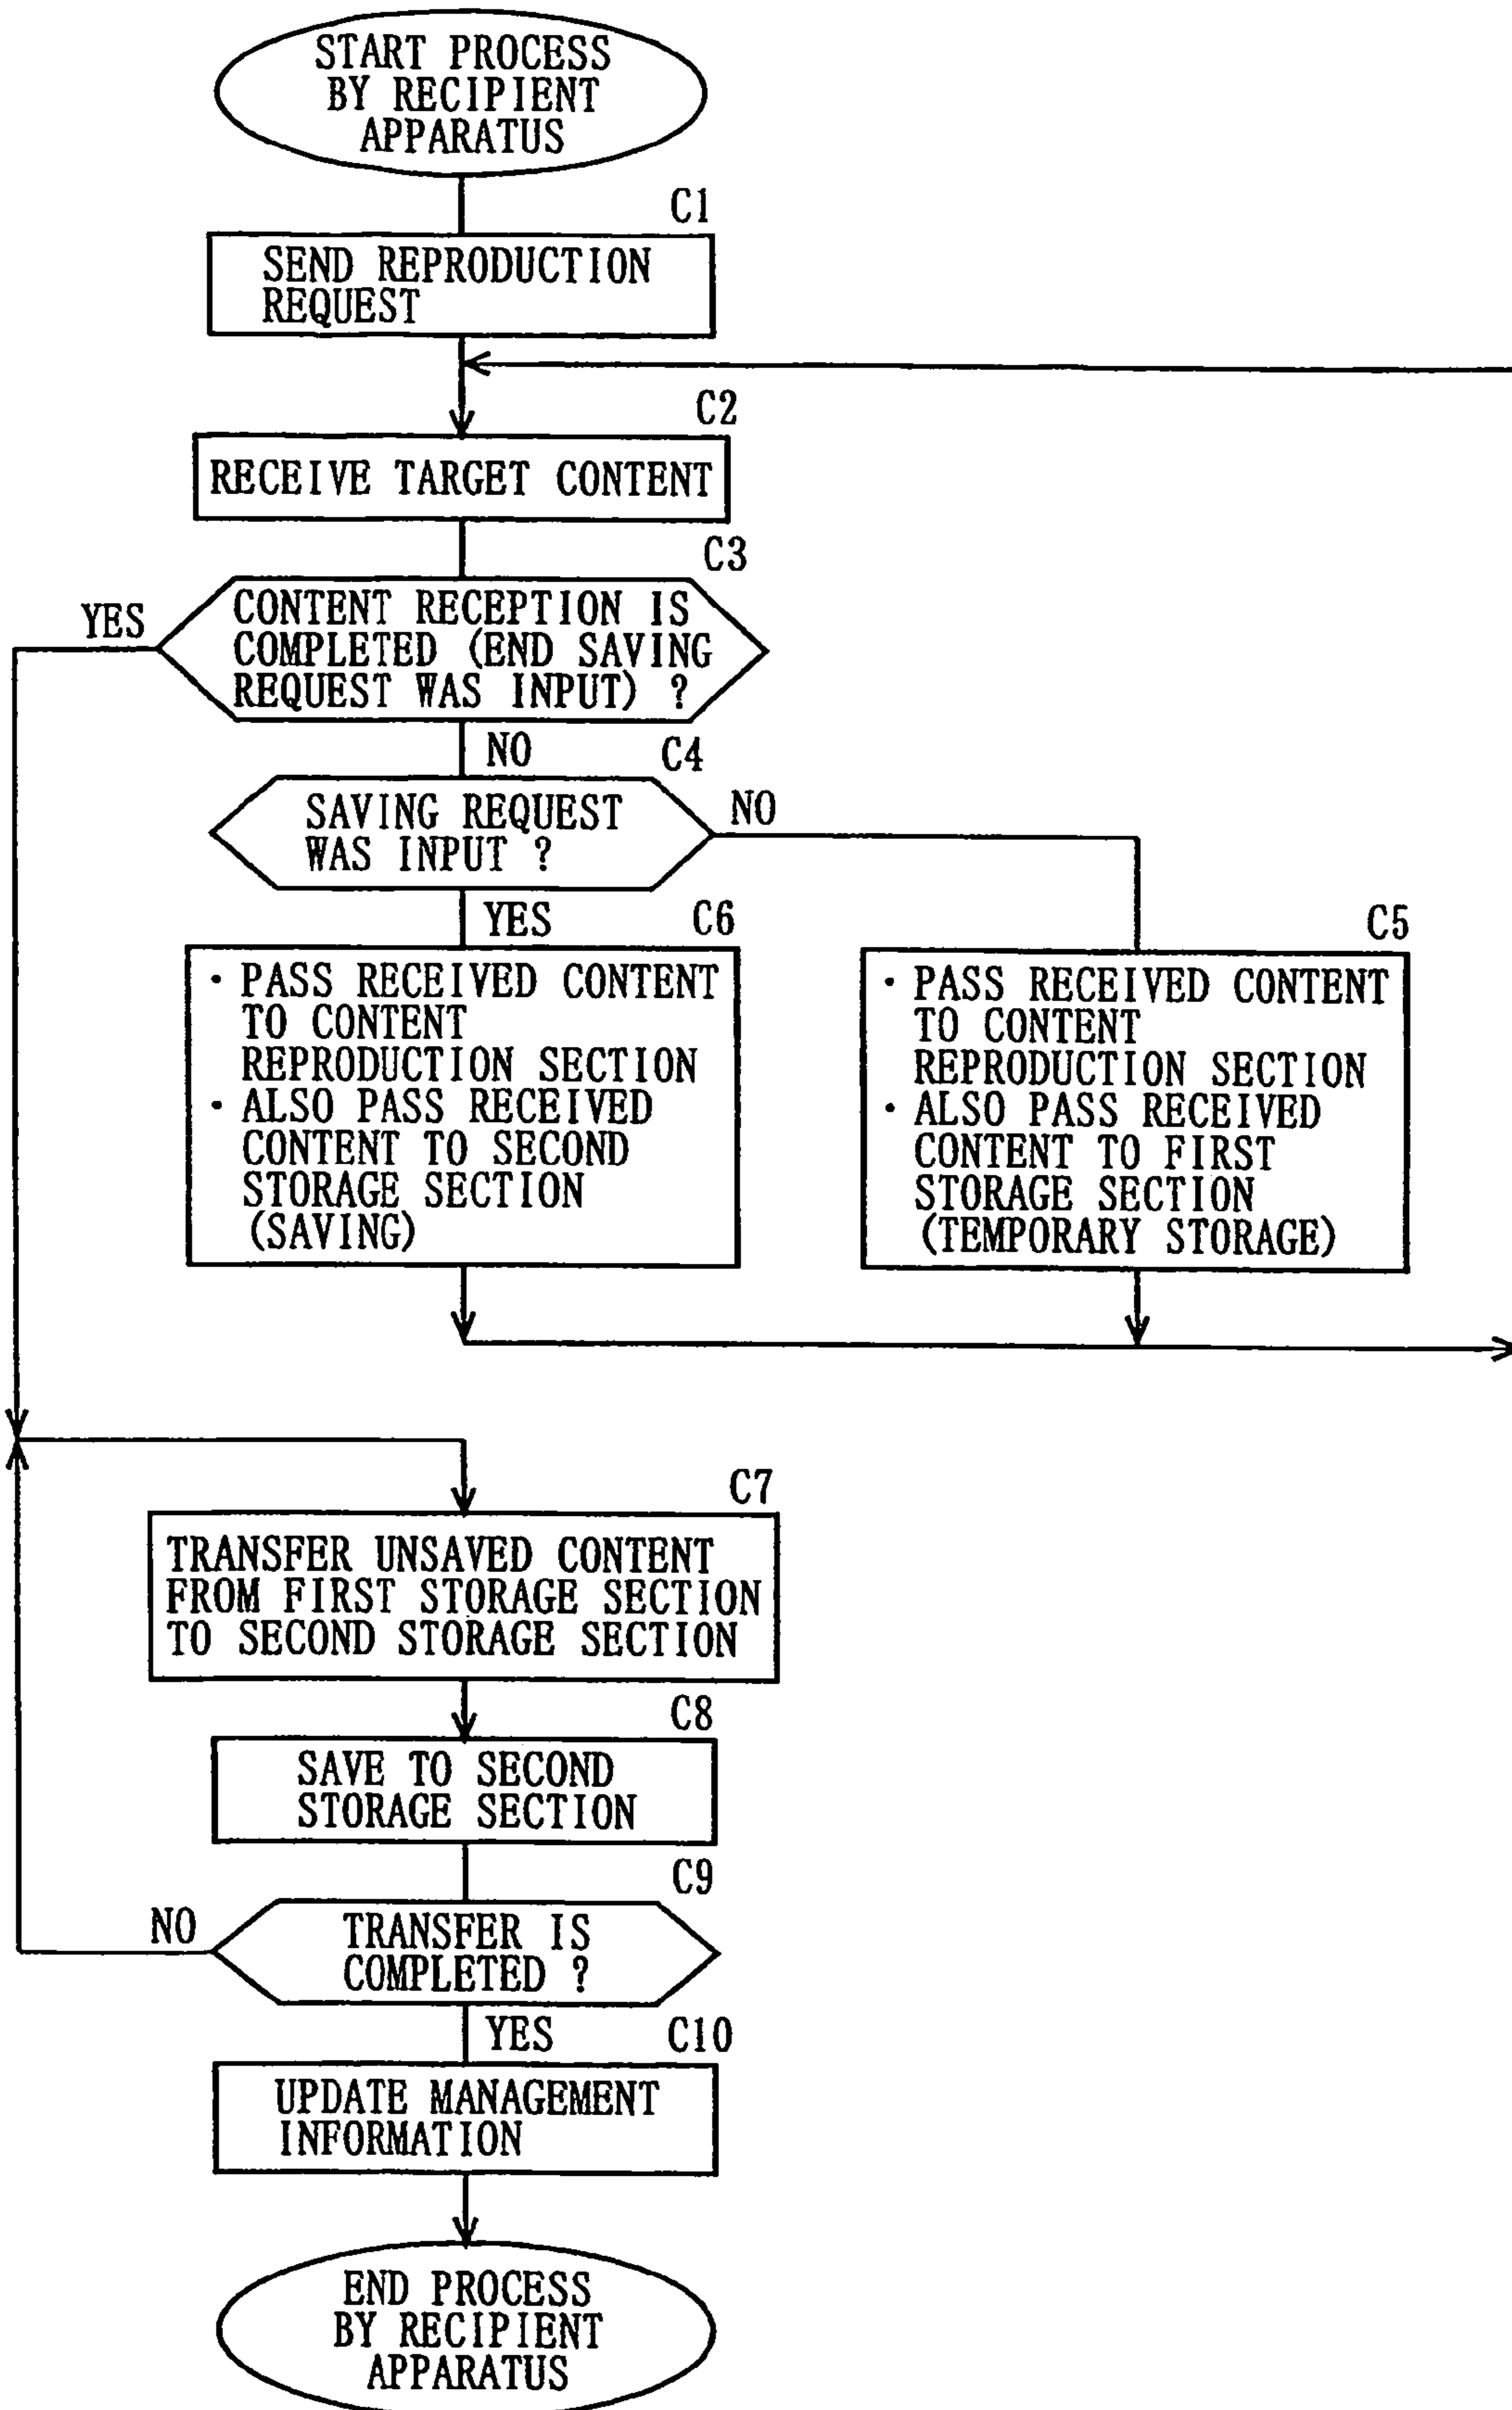 START PROCESS
BY RECIPIENT
APPARATUS
C1
SEND REPRODUCTION
REQUEST
C2
RECEIVE TARGET CONTENT
C3
YES
CONTENT RECEPTION IS
COMPLETED (END SAVING
REQUEST WAS INPUT) ?
NO
C4
SAVING REQUEST
WAS INPUT ?
NO
YES
C6
· PASS RECEIVED CONTENT
TO CONTENT
REPRODUCTION SECTION
· ALSO PASS RECEIVED
CONTENT TO SECOND
STORAGE SECTION
(SAVING)
C5
· PASS RECEIVED CONTENT
TO CONTENT
REPRODUCTION SECTION
· ALSO PASS RECEIVED
CONTENT TO FIRST
STORAGE SECTION
(TEMPORARY STORAGE)
C7
TRANSFER UNSAVED CONTENT
FROM FIRST STORAGE SECTION
TO SECOND STORAGE SECTION
C8
SAVE TO SECOND
STORAGE SECTION
C9
NO
TRANSFER IS
COMPLETED ?
YES
C10
UPDATE MANAGEMENT
INFORMATION
END PROCESS
BY RECIPIENT
APPARATUS